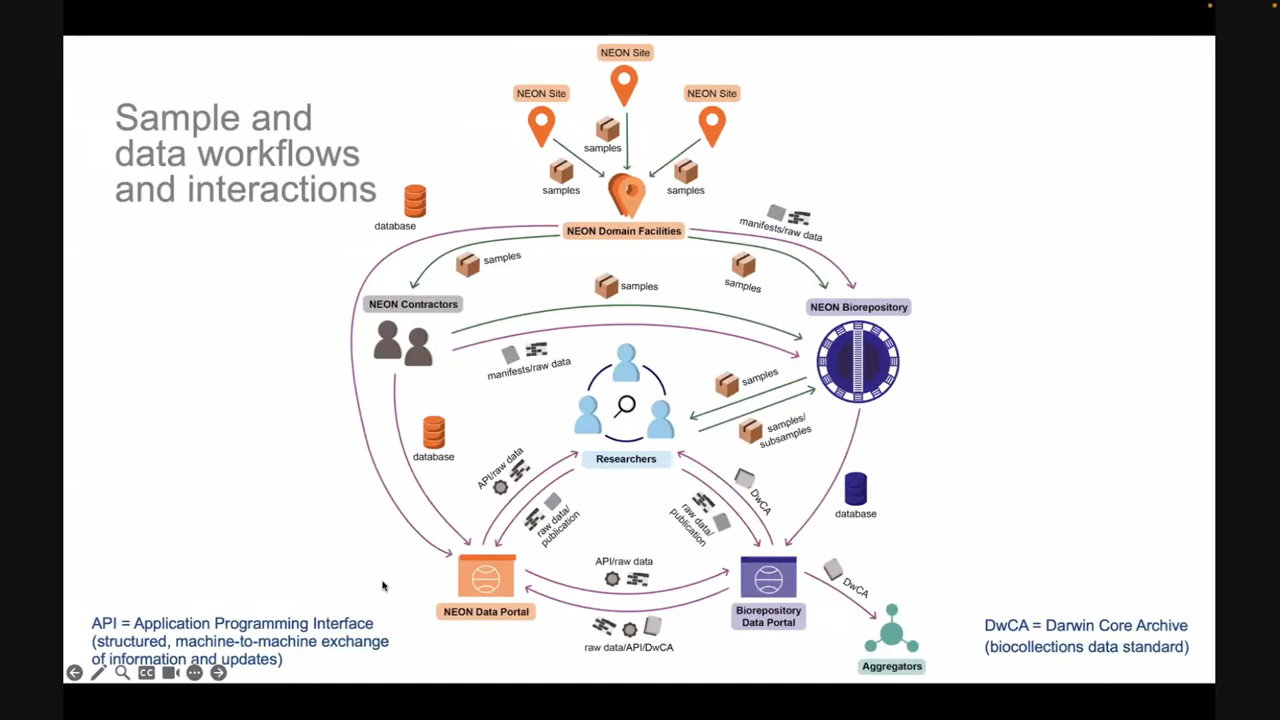 NEON Site
NEON Site
NEON Site
Sample and
data workflows
and interactions
samples
samples
samples
database
NEON Domain Facilities
manifests/raw data
samples
samples
samples
NEON Contractors
NEON Biorepository
manifests/raw data
samples
samples/
subsamples
database
Researchers
API/raw data
raw data/
publication
raw data/
publication
DwCA
database
API/raw data
DwCA
NEON Data Portal
Biorepository
Data Portal
raw data/API/DwCA
Aggregators
API = Application Programming Interface
(structured, machine-to-machine exchange
of information and updates)
DwCA = Darwin Core Archive
(biocollections data standard)
CC